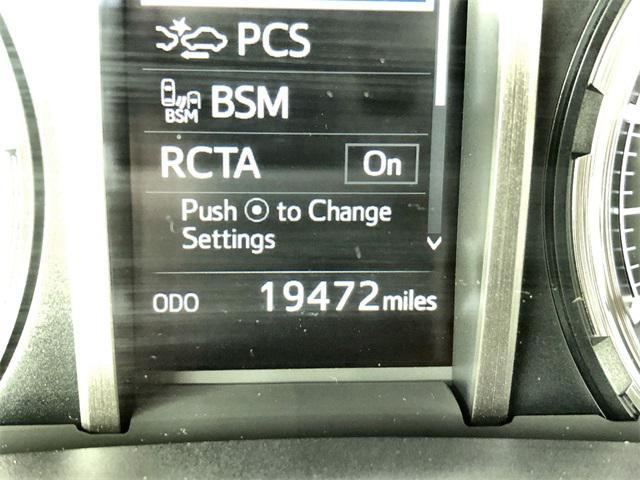 PCS
BSM BSM
RCTA On
Push to Change
Settings
ODO 19472 miles